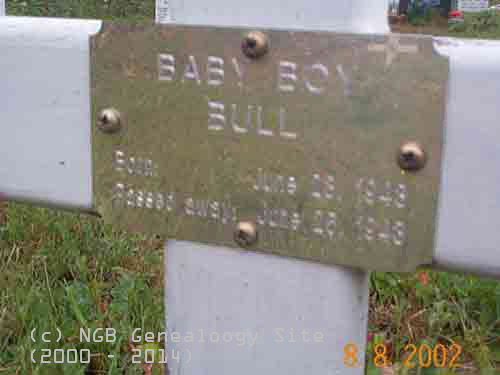 BABY BOY
BULL
Born: June 28, 1948
Passed away: June 28, 1948
(c) NGB Genealoogy Site
(2000 - 2014)
8 8 2002